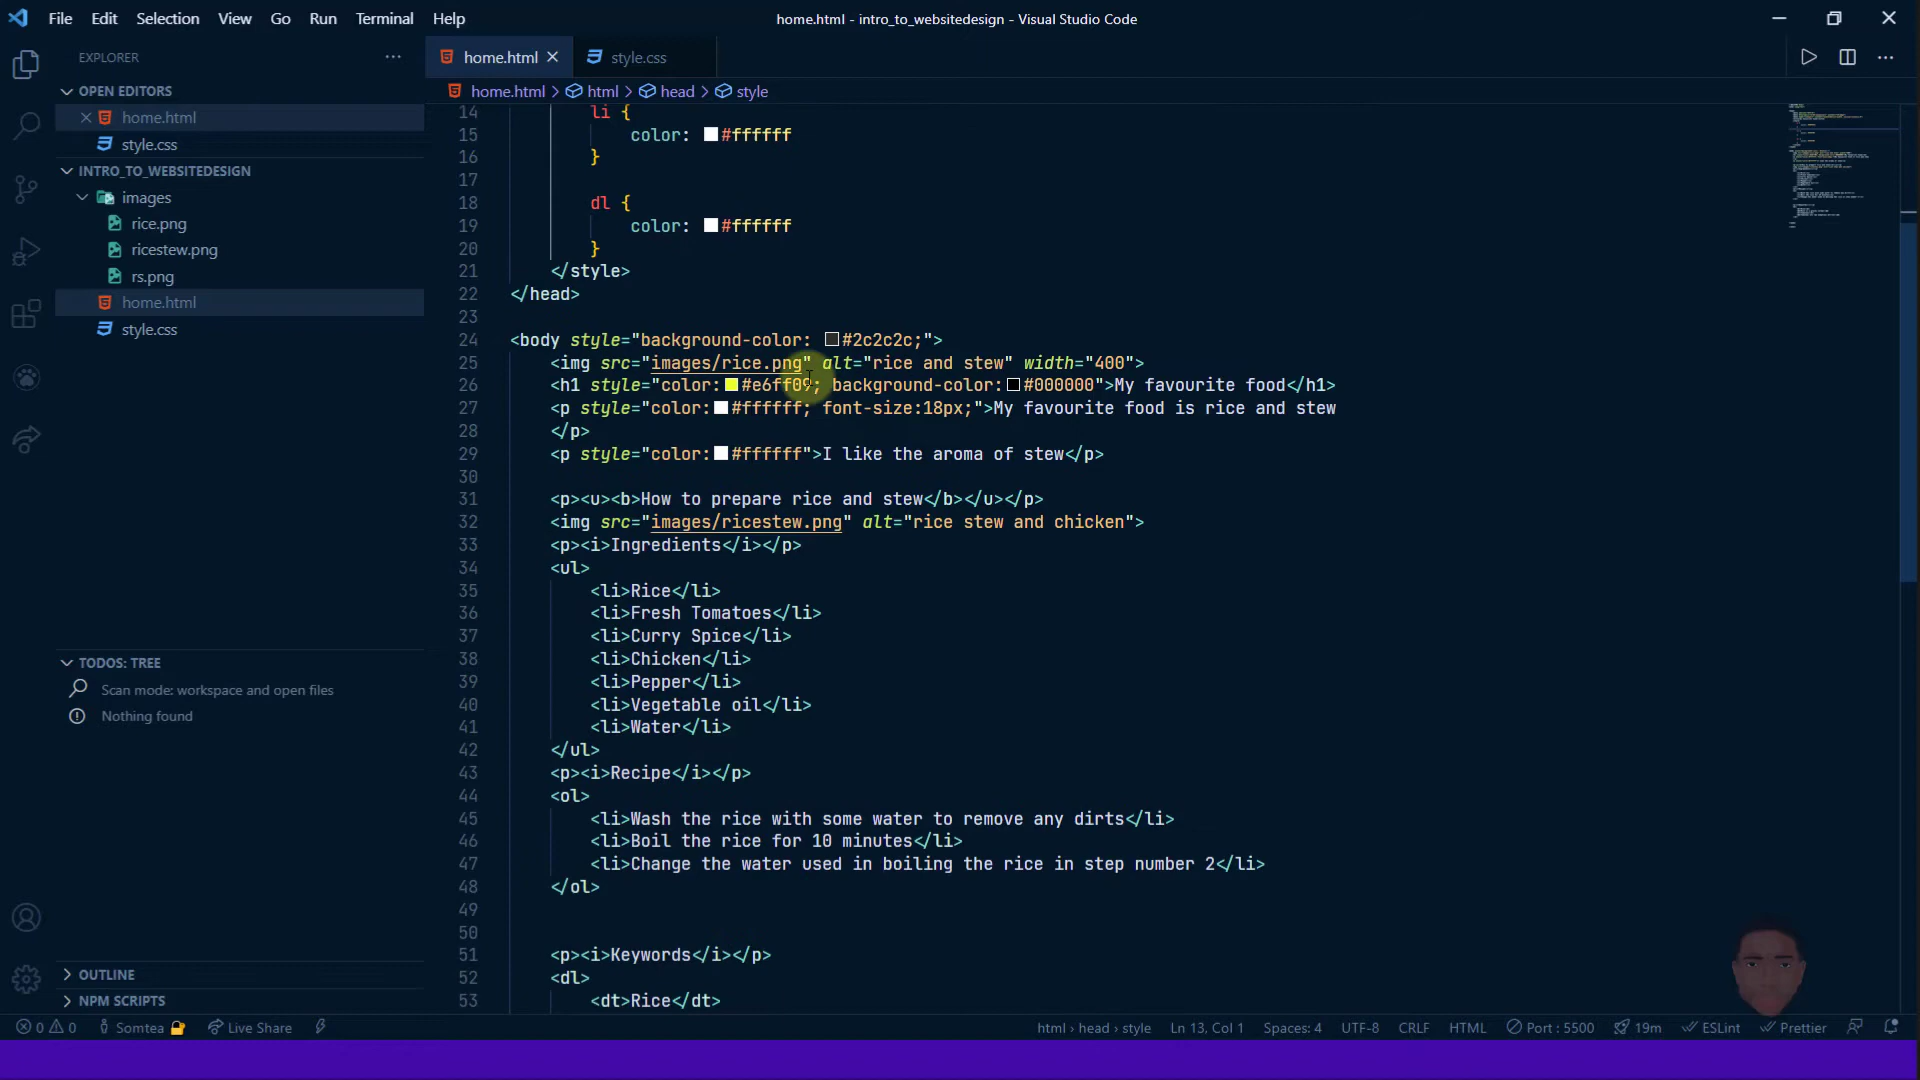 File Edit Selection View Go Run Terminal Help
home.html - intro_to_websitedesign - Visual Studio Code
EXPLORER
OPEN EDITORS
home.html
style.css
INTRO_TO_WEBSITEDESIGN
images
rice.png
ricestew.png
rs.png
home.html
style.css
TODOS: TREE
Scan mode: workspace and open files
Nothing found
OUTLINE
NPM SCRIPTS
home.html style.css
home.html > html > head > style
14 li {
15 color: #ffffff
16 }
17
18 dl {
19 color: #ffffff
20 }
21 </style>
22 </head>
23
24 <body style="background-color: #2c2c2c;">
25 <img src="images/rice.png" alt="rice and stew" width="400">
26 <h1 style="color: #e6ff09; background-color: #000000">My favourite food</h1>
27 <p style="color: #ffffff; font-size:18px;">My favourite food is rice and stew
28 </p>
29 <p style="color: #ffffff">I like the aroma of stew</p>
30
31 <p><u><b>How to prepare rice and stew</b></u></p>
32 <img src="images/ricestew.png" alt="rice stew and chicken">
33 <p><i>Ingredients</i></p>
34 <ul>
35 <li>Rice</li>
36 <li>Fresh Tomatoes</li>
37 <li>Curry Spice</li>
38 <li>Chicken</li>
39 <li>Pepper</li>
40 <li>Vegetable oil</li>
41 <li>Water</li>
42 </ul>
43 <p><i>Recipe</i></p>
44 <ol>
45 <li>Wash the rice with some water to remove any dirts</li>
46 <li>Boil the rice for 10 minutes</li>
47 <li>Change the water used in boiling the rice in step number 2</li>
48 </ol>
49
50
51 <p><i>Keywords</i></p>
52 <dl>
53 <dt>Rice</dt>
0 0 Somtea Live Share html > head > style Ln 13, Col 1 Spaces: 4 UTF-8 CRLF HTML Port : 5500 19m ESLint Prettier